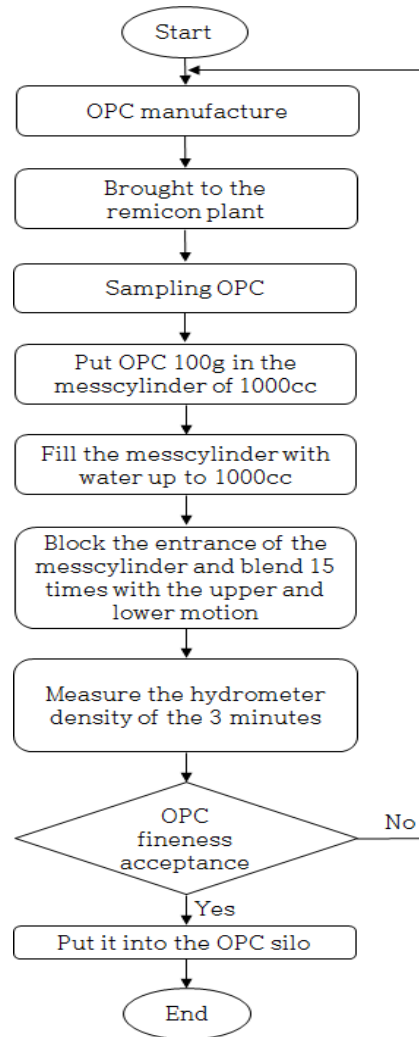 Start
OPC manufacture
Brought to the
remicon plant
Sampling OPC
Put OPC 100g in the
messcylinder of 1000cc
Fill the messcylinder with
water up to 1000cc
Block the entrance of the
messcylinder and blend 15
times with the upper and
lower motion
Measure the hydrometer
density of the 3 minutes
OPC
fineness
acceptance
No
Yes
Put it into the OPC silo
End